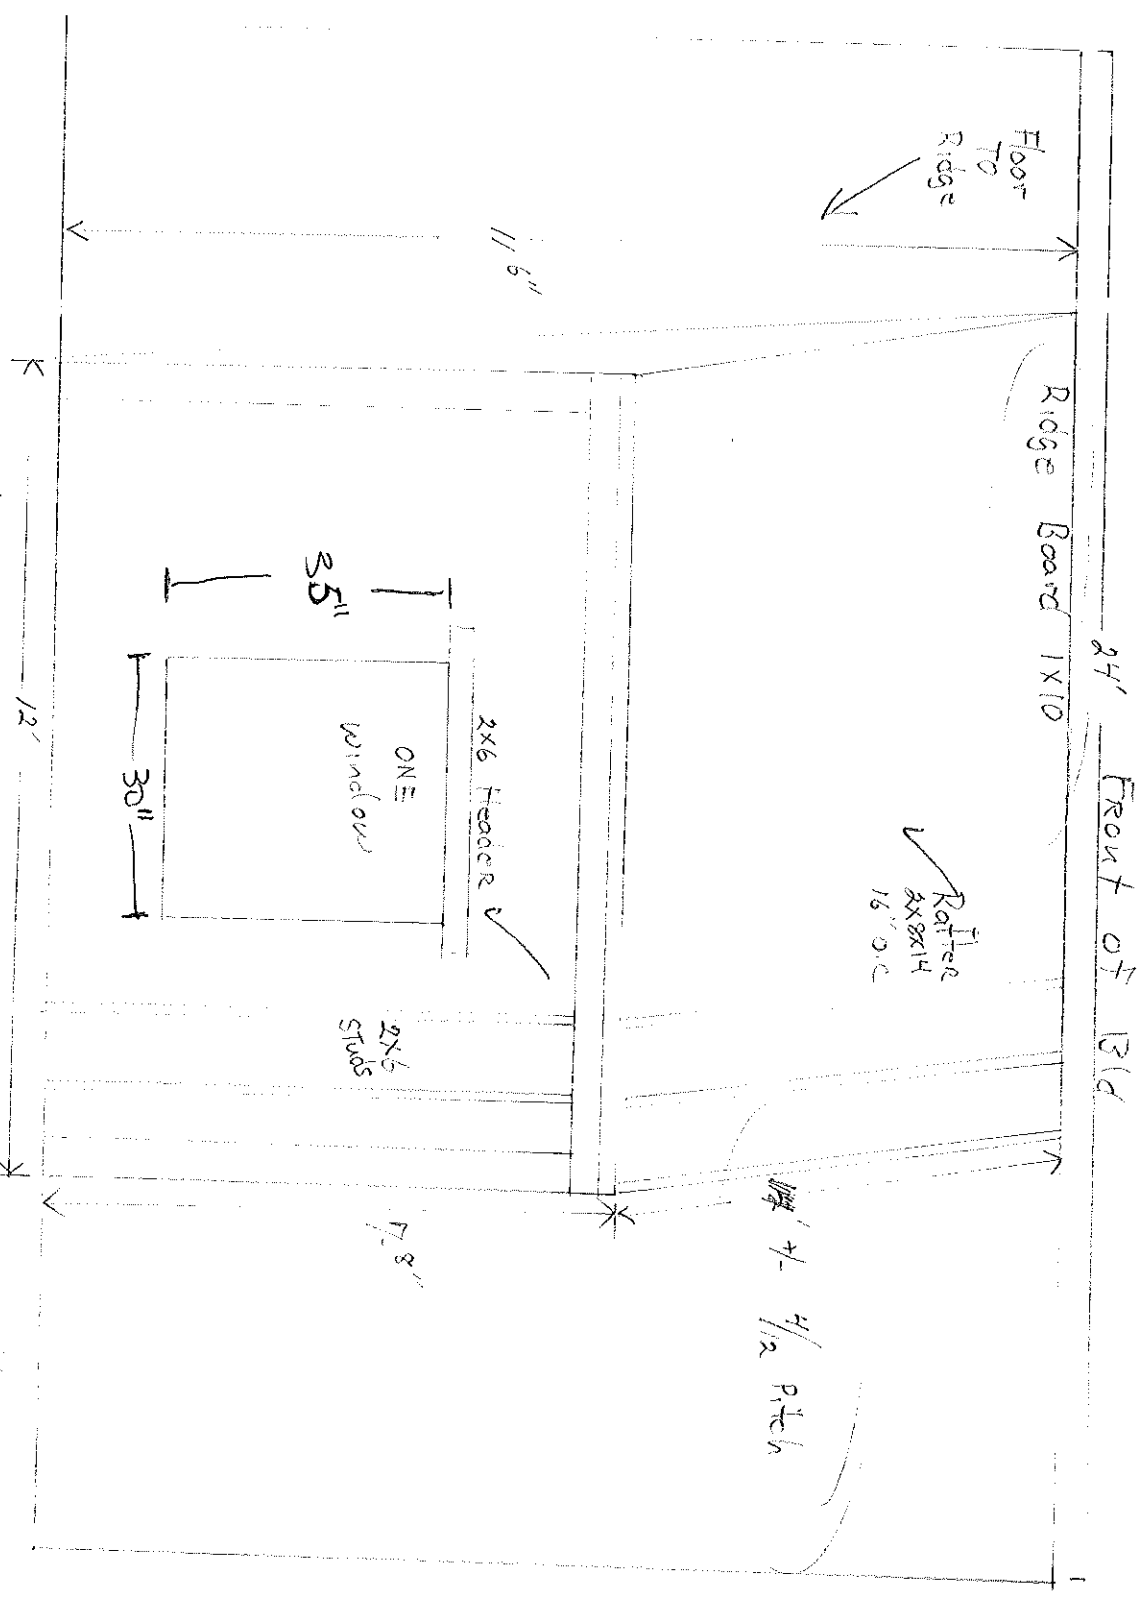 24' Front of Bld
Floor
To
Ridge
Ridge Board 1x10
11'6"
Rafter
2x8x14
16" o.c
+/- 4/12 Pitch
2x6 Header
35"
ONE
Window
30"
2x6
Studs
7'8"
12'